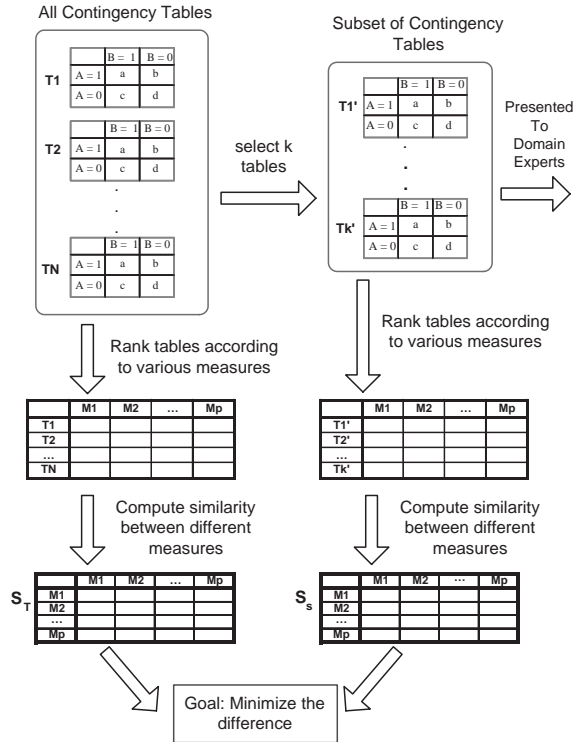 All Contingency Tables
B = 1 B = 0
T1
A = 1 a b
A = 0 c d
B = 1 B = 0
T2
A = 1 a b
A = 0 c d
.
.
.
B = 1 B = 0
TN
A = 1 a b
A = 0 c d
select k
tables
Subset of Contingency
Tables
B = 1 B = 0
T1'
A = 1 a b
A = 0 c d
.
.
.
B = 1 B = 0
Tk'
A = 1 a b
A = 0 c d
Presented
To
Domain
Experts
Rank tables according
to various measures
M1 M2 ... Mp
T1
T2
...
TN
Compute similarity
between different
measures
S_T
M1 M2 ... Mp
M1
M2
...
Mp
Rank tables according
to various measures
M1 M2 ... Mp
T1'
T2'
...
Tk'
Compute similarity
between different
measures
S_s
M1 M2 ... Mp
M1
M2
...
Mp
Goal: Minimize the
difference